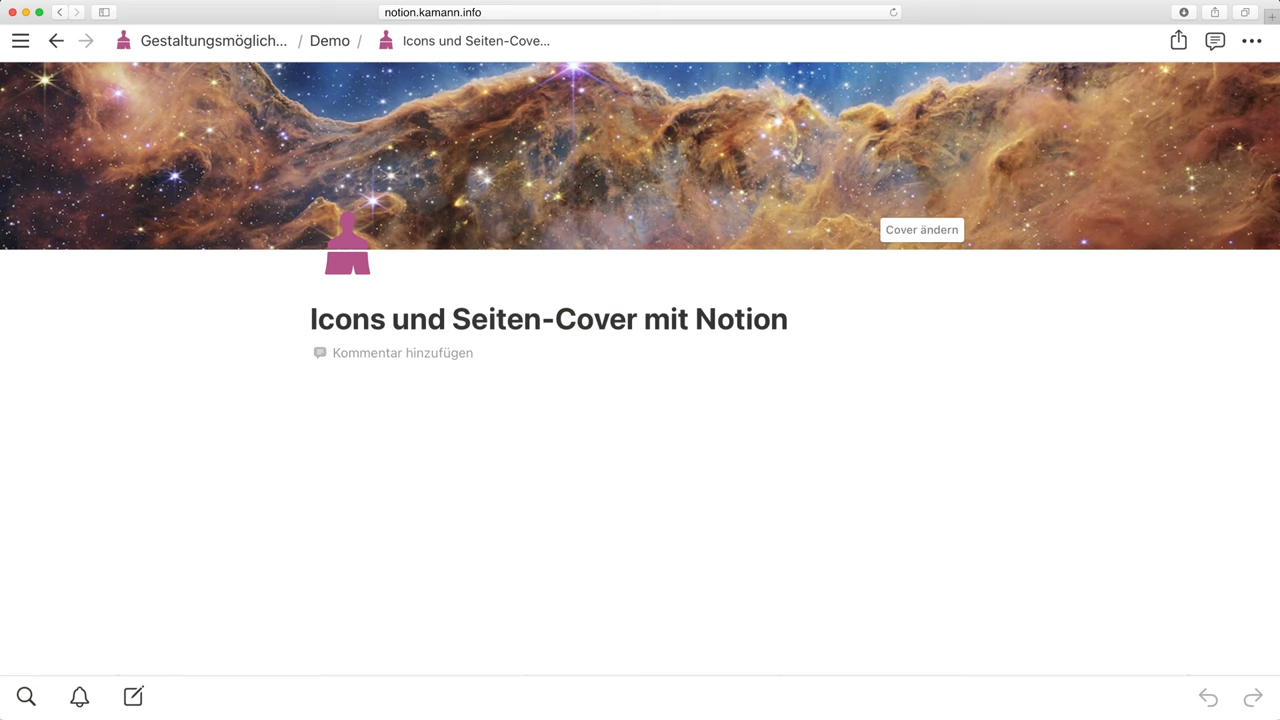 notion.kamann.info
Gestaltungsmöglich... / Demo / Icons und Seiten-Cove...
Cover ändern
Icons und Seiten-Cover mit Notion
Kommentar hinzufügen